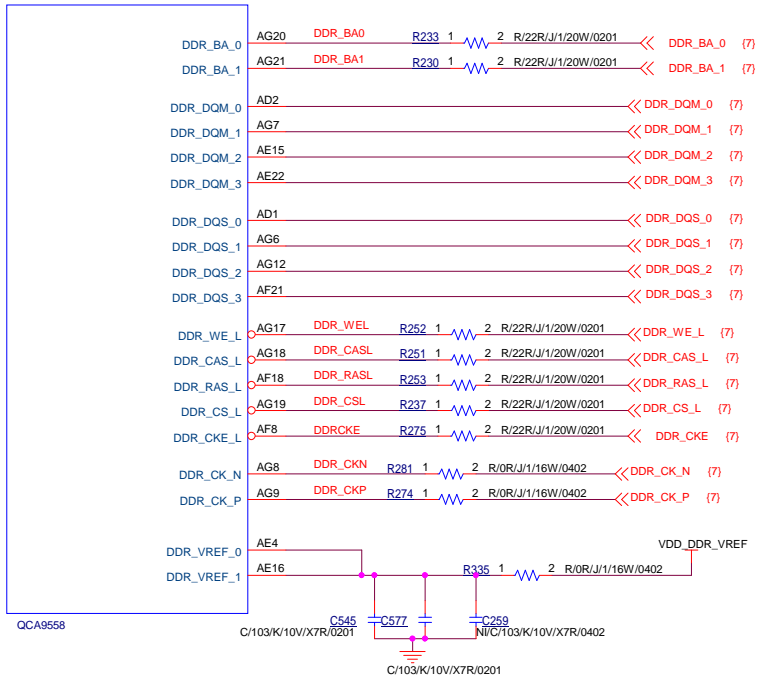 DDR_BA_0 AG20 DDR_BA0 R233 1 2 R/22R/J/1/20W/0201 DDR_BA_0 {7}
DDR_BA_1 AG21 DDR_BA1 R230 1 2 R/22R/J/1/20W/0201 DDR_BA_1 {7}
DDR_DQM_0 AD2 DDR_DQM_0 {7}
DDR_DQM_1 AG7 DDR_DQM_1 {7}
DDR_DQM_2 AE15 DDR_DQM_2 {7}
DDR_DQM_3 AE22 DDR_DQM_3 {7}
DDR_DQS_0 AD1 DDR_DQS_0 {7}
DDR_DQS_1 AG6 DDR_DQS_1 {7}
DDR_DQS_2 AG12 DDR_DQS_2 {7}
DDR_DQS_3 AF21 DDR_DQS_3 {7}
DDR_WE_L AG17 DDR_WEL R252 1 2 R/22R/J/1/20W/0201 DDR_WE_L {7}
DDR_CAS_L AG18 DDR_CASL R251 1 2 R/22R/J/1/20W/0201 DDR_CAS_L {7}
DDR_RAS_L AF18 DDR_RASL R253 1 2 R/22R/J/1/20W/0201 DDR_RAS_L {7}
DDR_CS_L AG19 DDR_CSL R237 1 2 R/22R/J/1/20W/0201 DDR_CS_L {7}
DDR_CKE_L AF8 DDRCKE R275 1 2 R/22R/J/1/20W/0201 DDR_CKE {7}
DDR_CK_N AG8 DDR_CKN R281 1 2 R/0R/J/1/16W/0402 DDR_CK_N {7}
DDR_CK_P AG9 DDR_CKP R274 1 2 R/0R/J/1/16W/0402 DDR_CK_P {7}
DDR_VREF_0 AE4 VDD_DDR_VREF
DDR_VREF_1 AE16 R335 1 2 R/0R/J/1/16W/0402
QCA9558 C545 C577 C259
C/103/K/10V/X7R/0201 NI/C/103/K/10V/X7R/0402
C/103/K/10V/X7R/0201